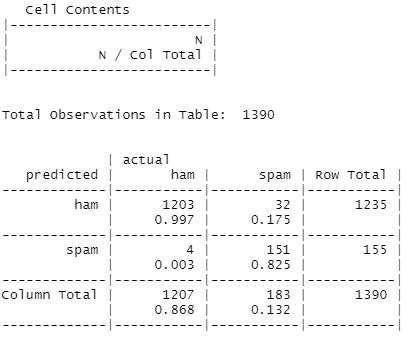 Cell Contents
|-------------------------|
|                       N |
|           N / Col Total |
|-------------------------|
Total Observations in Table:  1390
             | actual
   predicted |       ham |      spam | Row Total |
-------------|-----------|-----------|-----------|
         ham |      1203 |        32 |      1235 |
             |     0.997 |     0.175 |           |
-------------|-----------|-----------|-----------|
        spam |         4 |       151 |       155 |
             |     0.003 |     0.825 |           |
-------------|-----------|-----------|-----------|
Column Total |      1207 |       183 |      1390 |
             |     0.868 |     0.132 |           |
-------------|-----------|-----------|-----------|